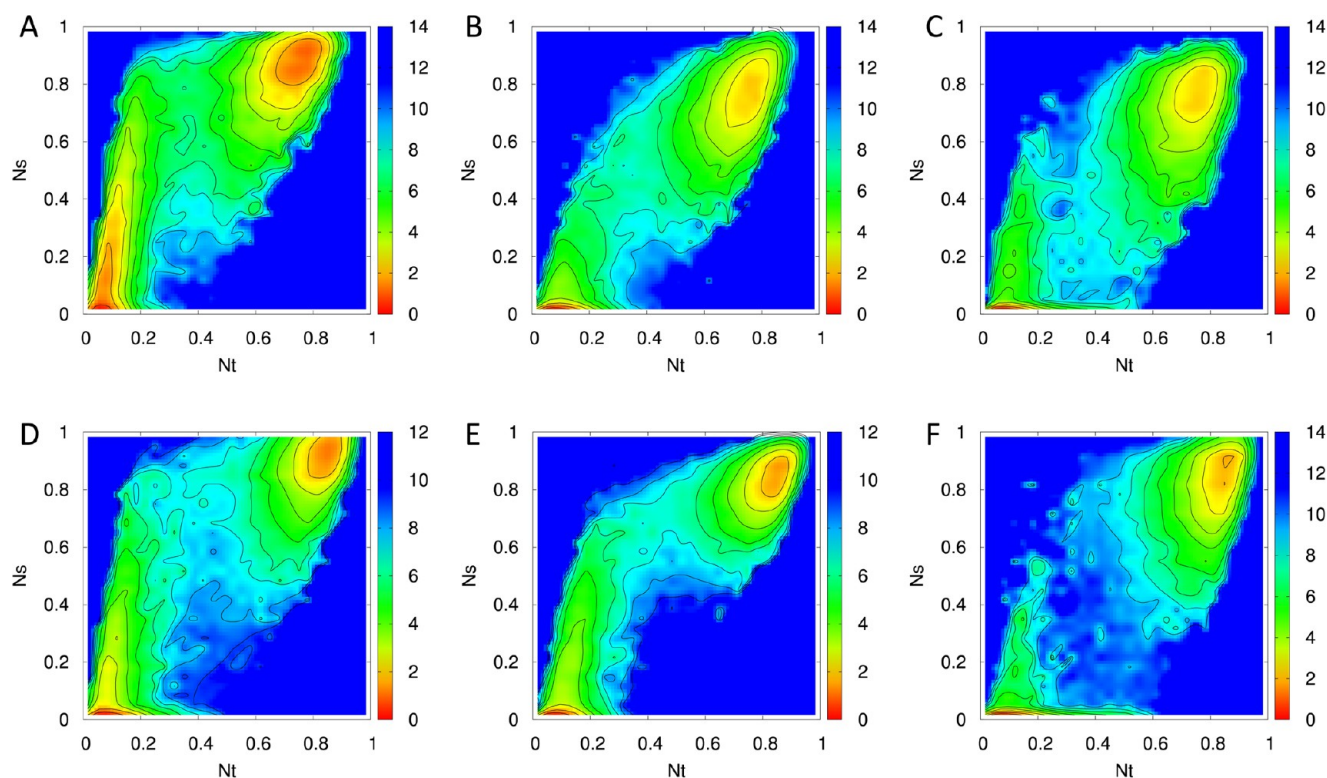 A
B
C
1 14 1 14 1 14
12 12 12
0.8 0.8 0.8
10 10 10
0.6 0.6 0.6
8 8 8
Ns Ns Ns
6 6 6
0.4 0.4 0.4
4 4 4
0.2 0.2 0.2
2 2 2
0 0 0 0 0 0
0 0.2 0.4 0.6 0.8 1 0 0.2 0.4 0.6 0.8 1 0 0.2 0.4 0.6 0.8 1
Nt Nt Nt
D
E
F
1 12 1 12 1 14
12
0.8 10 0.8 10 0.8
10
0.6 8 0.6 8 0.6
8
Ns 6 Ns 6 Ns
6
0.4 0.4 0.4
4 4 4
0.2 2 0.2 2 0.2 2
0 0 0 0 0 0
0 0.2 0.4 0.6 0.8 1 0 0.2 0.4 0.6 0.8 1 0 0.2 0.4 0.6 0.8 1
Nt Nt Nt